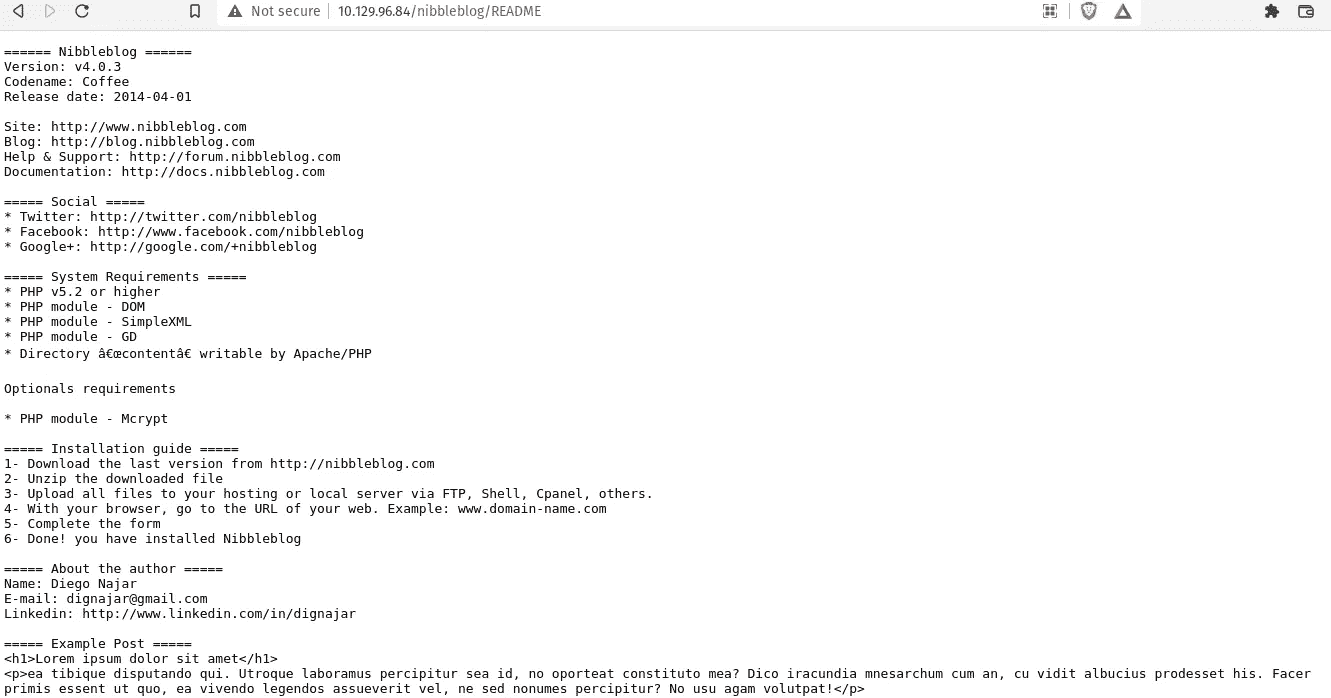 Not secure 10.129.96.84/nibbleblog/README
====== Nibbleblog ======
Version: v4.0.3
Codename: Coffee
Release date: 2014-04-01
Site: http://www.nibbleblog.com
Blog: http://blog.nibbleblog.com
Help & Support: http://forum.nibbleblog.com
Documentation: http://docs.nibbleblog.com
===== Social =====
* Twitter: http://twitter.com/nibbleblog
* Facebook: http://www.facebook.com/nibbleblog
* Google+: http://google.com/+nibbleblog
===== System Requirements =====
* PHP v5.2 or higher
* PHP module - DOM
* PHP module - SimpleXML
* PHP module - GD
* Directory â€œcontentâ€ writable by Apache/PHP
Optionals requirements
* PHP module - Mcrypt
===== Installation guide =====
1- Download the last version from http://nibbleblog.com
2- Unzip the downloaded file
3- Upload all files to your hosting or local server via FTP, Shell, Cpanel, others.
4- With your browser, go to the URL of your web. Example: www.domain-name.com
5- Complete the form
6- Done! you have installed Nibbleblog
===== About the author =====
Name: Diego Najar
E-mail: dignajar@gmail.com
Linkedin: http://www.linkedin.com/in/dignajar
===== Example Post =====
<h1>Lorem ipsum dolor sit amet</h1>
<p>ea tibique disputando qui. Utroque laboramus percipitur sea id, no oporteat constituto mea? Dico iracundia mnesarchum cum an, cu vidit albucius prodesset his. Facer
primis essent ut quo, ea vivendo legendos assueverit vel, ne sed nonumes percipitur? No usu agam volutpat!</p>